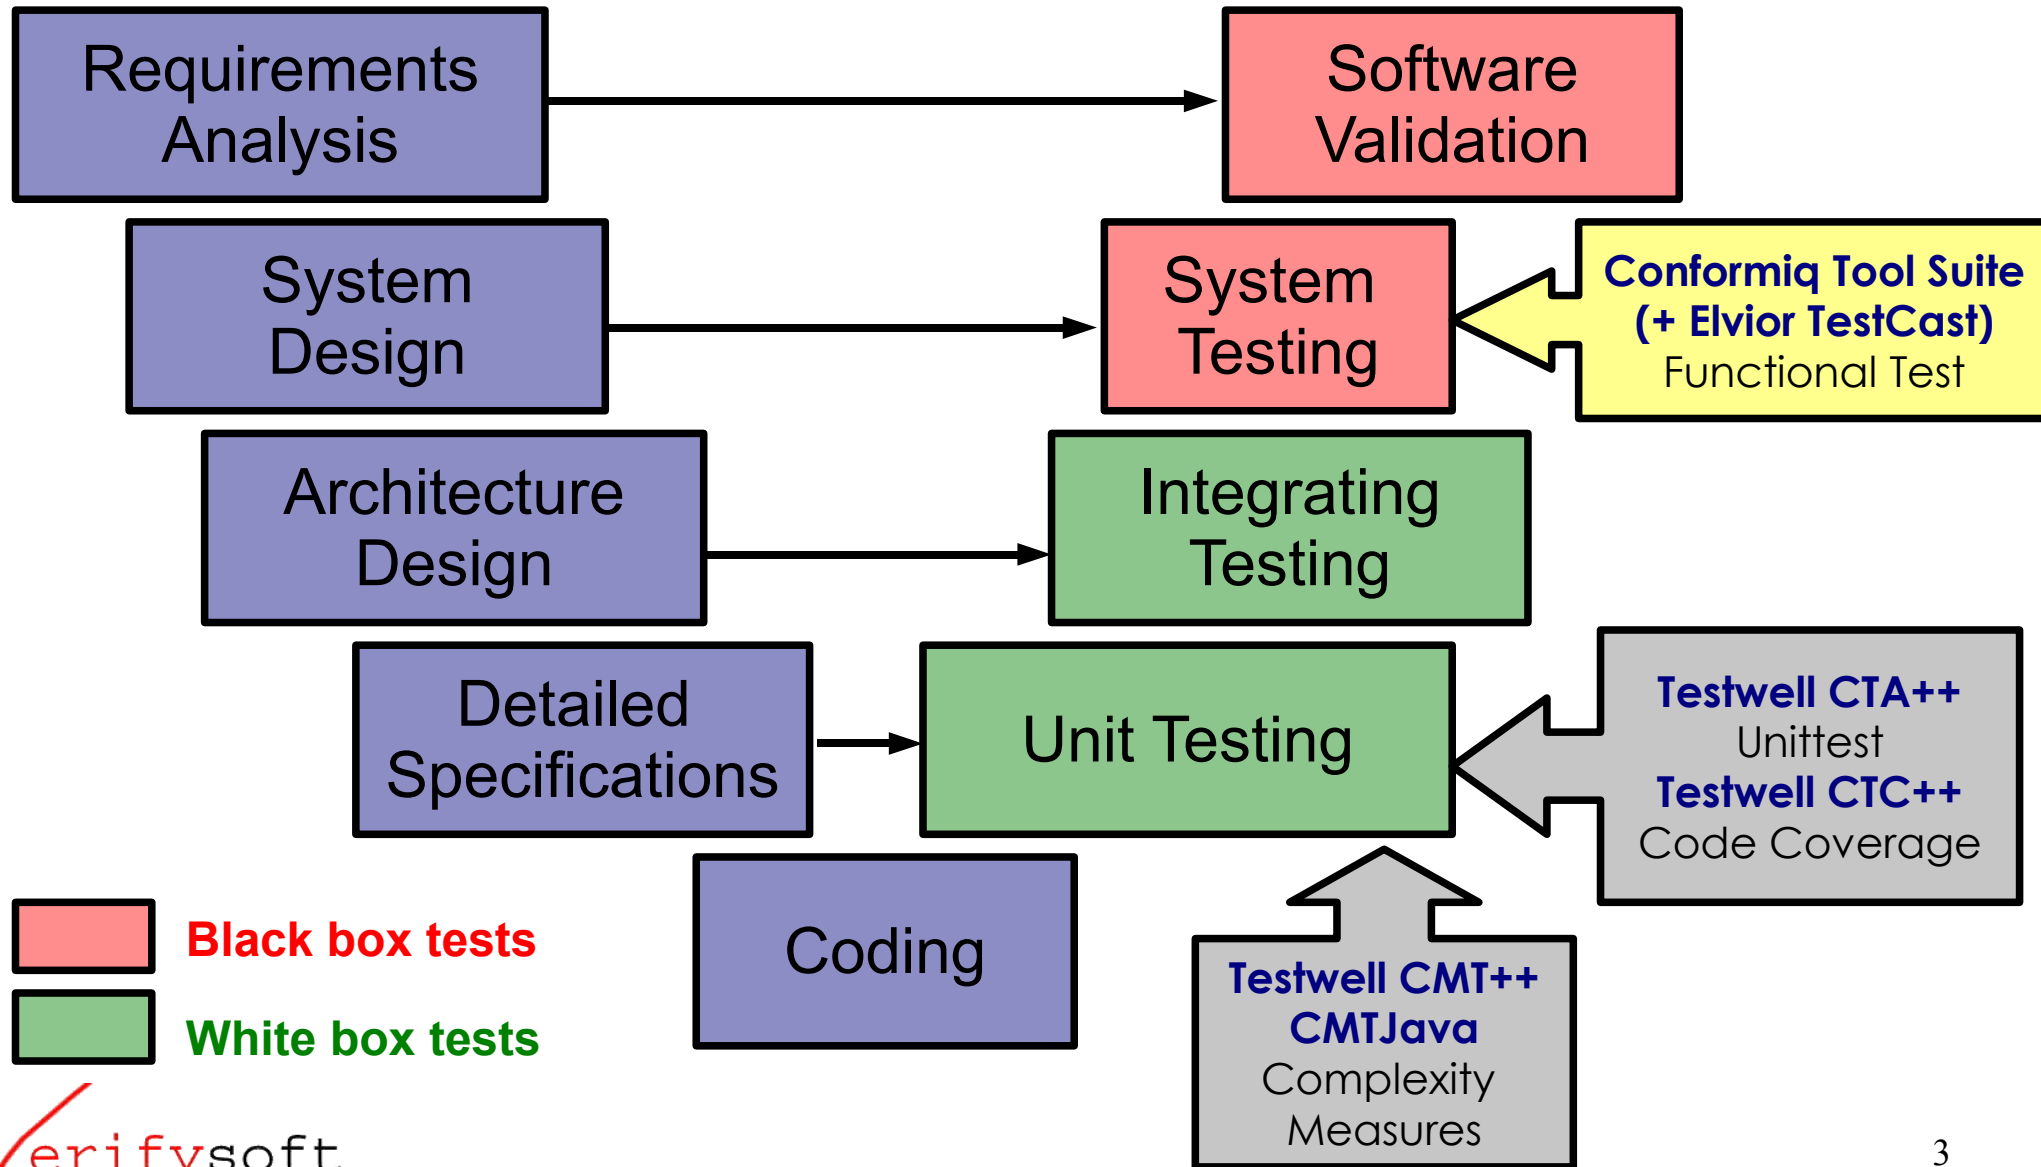 Requirements
Analysis
Software
Validation
System
Design
System
Testing
Conformiq Tool Suite
(+ Elvior TestCast)
Functional Test
Architecture
Design
Integrating
Testing
Detailed
Specifications
Unit Testing
Testwell CTA++
Unittest
Testwell CTC++
Code Coverage
Coding
Black box tests
White box tests
Testwell CMT++
CMTJava
Complexity
Measures
Verifysoft
3